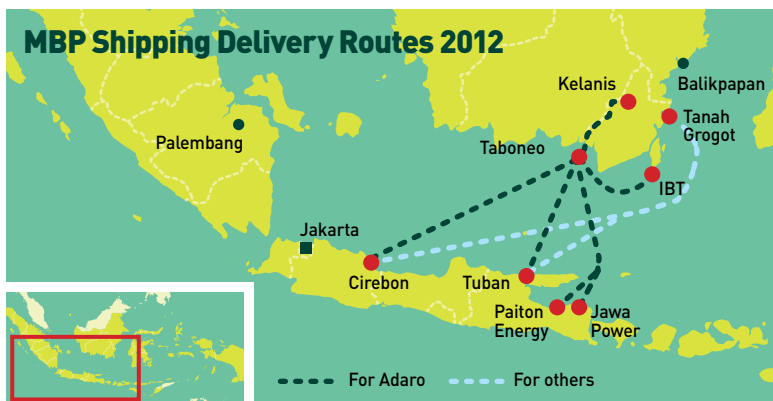 MBP Shipping Delivery Routes 2012
Kelanis
Balikpapan
Palembang
Tanah
Grogot
Taboneo
IBT
Jakarta
Cirebon
Tuban
Paiton
Energy
Jawa
Power
For Adaro
For others